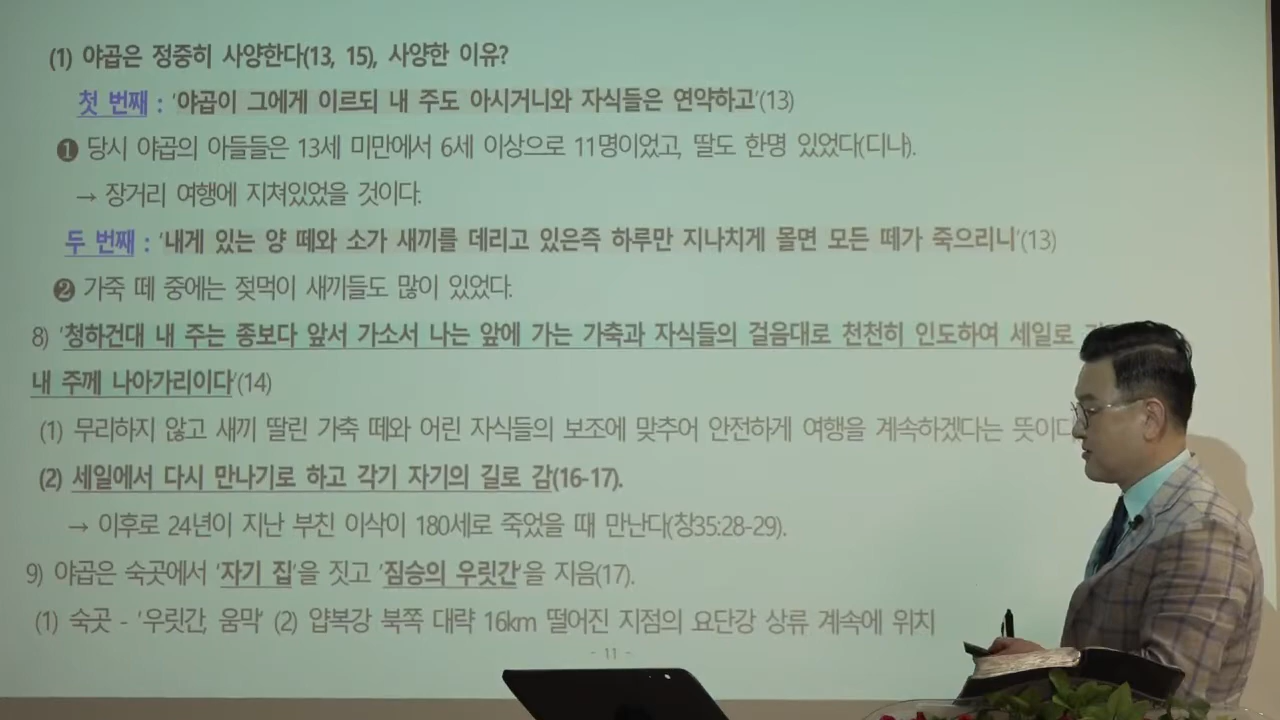 (1) 야곱은 정중히 사양한다(13, 15), 사양한 이유?
첫 번째 : '야곱이 그에게 이르되 내 주도 아시거니와 자식들은 연약하고'(13)
❶ 당시 야곱의 아들들은 13세 미만에서 6세 이상으로 11명이었고, 딸도 한명 있었다(디나).
→ 장거리 여행에 지쳐있었을 것이다.
두 번째 : '내게 있는 양 떼와 소가 새끼를 데리고 있은즉 하루만 지나치게 몰면 모든 떼가 죽으리니'(13)
❷ 가죽 떼 중에는 젖먹이 새끼들도 많이 있었다.
8) '청하건대 내 주는 종보다 앞서 가소서 나는 앞에 가는 가축과 자식들의 걸음대로 천천히 인도하여 세일로
내 주께 나아가리이다'(14)
(1) 무리하지 않고 새끼 딸린 가축 떼와 어린 자식들의 보조에 맞추어 안전하게 여행을 계속하겠다는 뜻이다
(2) 세일에서 다시 만나기로 하고 각기 자기의 길로 감(16-17).
→ 이후로 24년이 지난 부친 이삭이 180세로 죽었을 때 만난다(창35:28-29).
9) 야곱은 숙곳에서 '자기 집'을 짓고 '짐승의 우릿간'을 지음(17).
(1) 숙곳 - '우릿간, 움막' (2) 얍복강 북쪽 대략 16km 떨어진 지점의 요단강 상류 계속에 위치
- 11 -